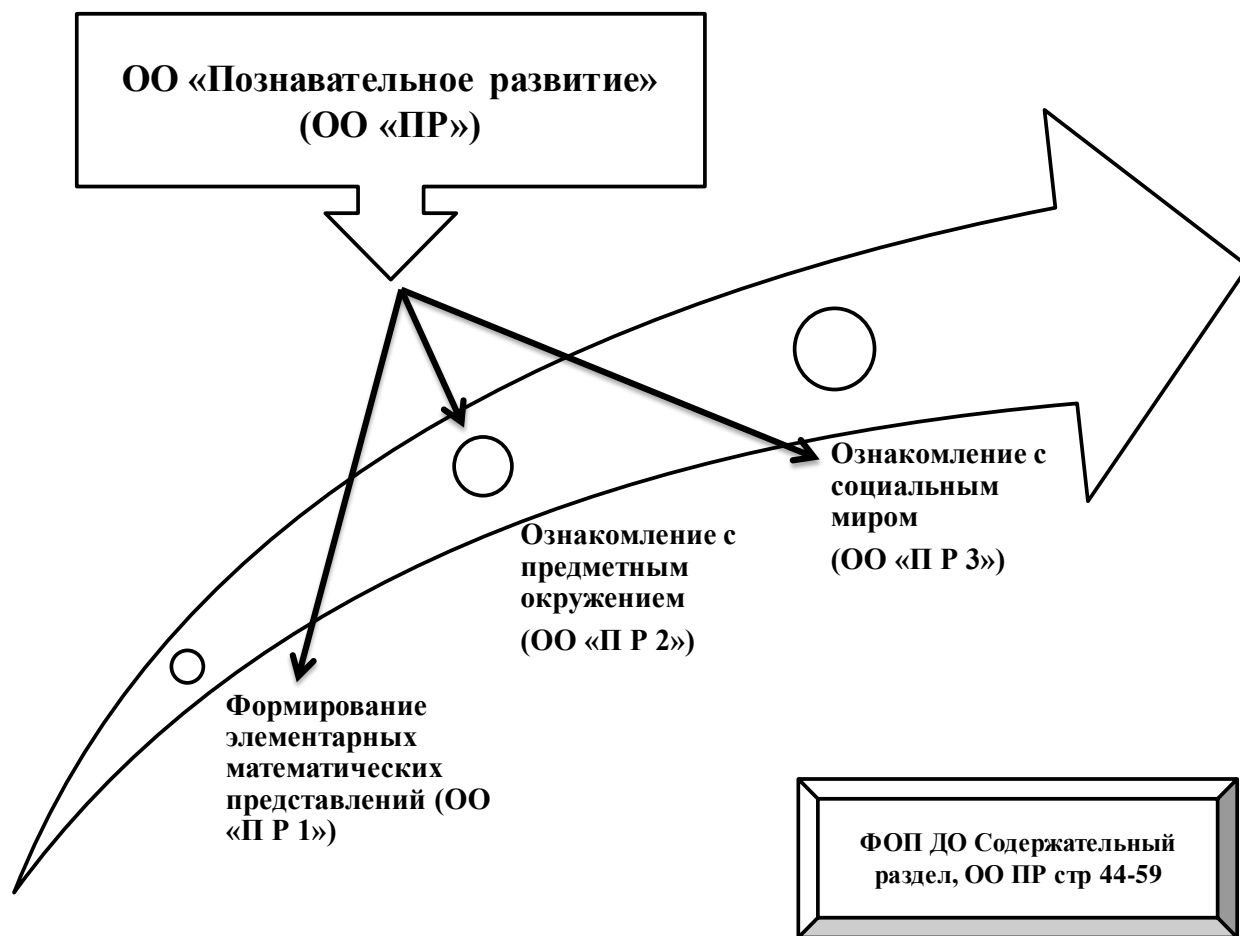 ОО «Познавательное развитие»
(ОО «ПР»)
Формирование
элементарных
математических
представлений (ОО
«П Р 1»)
Ознакомление с
предметным
окружением
(ОО «П Р 2»)
Ознакомление с
социальным
миром
(ОО «П Р 3»)
ФОП ДО Содержательный
раздел, ОО ПР стр 44-59